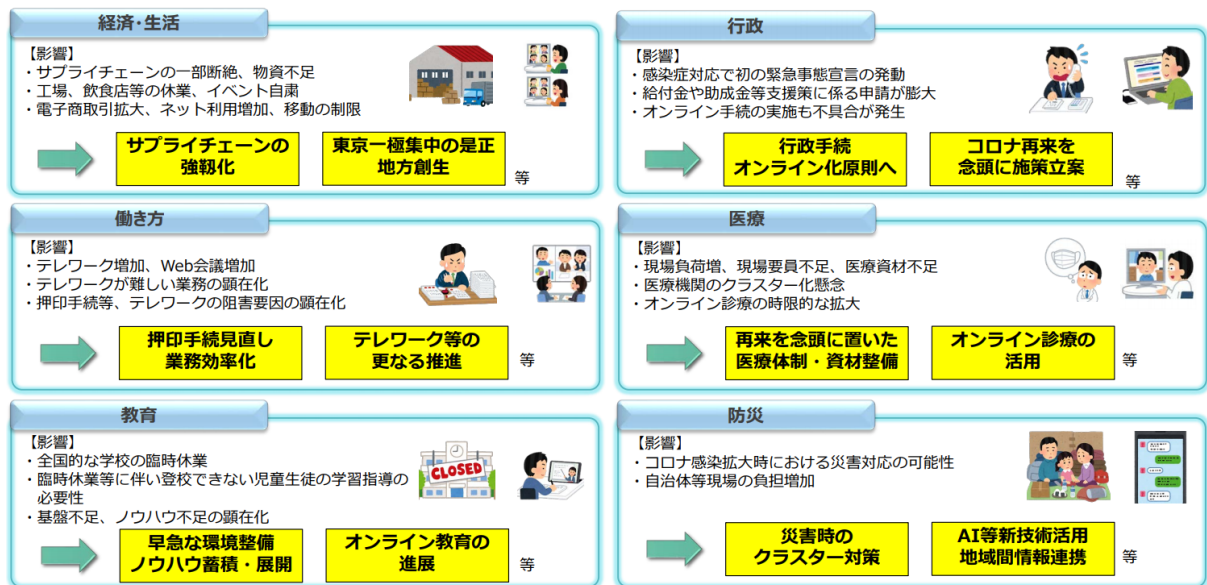 経済・生活
【影響】
・サプライチェーンの一部断絶、物資不足
・工場、飲食店等の休業、イベント自粛
・電子商取引拡大、ネット利用増加、移動の制限
サプライチェーンの
強靱化
東京一極集中の是正
地方創生
等
行政
【影響】
・感染症対応で初の緊急事態宣言の発動
・給付金や助成金等支援策に係る申請が膨大
・オンライン手続の実施も不具合が発生
行政手続
オンライン化原則へ
コロナ再来を
念頭に施策立案
等
働き方
【影響】
・テレワーク増加、Web会議増加
・テレワークが難しい業務の顕在化
・押印手続等、テレワークの阻害要因の顕在化
押印手続見直し
業務効率化
テレワーク等の
更なる推進
等
医療
【影響】
・現場負荷増、現場要員不足、医療資材不足
・医療機関のクラスター化懸念
・オンライン診療の時限的な拡大
再来を念頭に置いた
医療体制・資材整備
オンライン診療の
活用
等
教育
【影響】
・全国的な学校の臨時休業
・臨時休業等に伴い登校できない児童生徒の学習指導の
必要性
・基盤不足、ノウハウ不足の顕在化
CLOSED
早急な環境整備
ノウハウ蓄積・展開
オンライン教育の
進展
等
防災
【影響】
・コロナ感染拡大時における災害対応の可能性
・自治体等現場の負担増加
災害時の
クラスター対策
AI等新技術活用
地域間情報連携
等